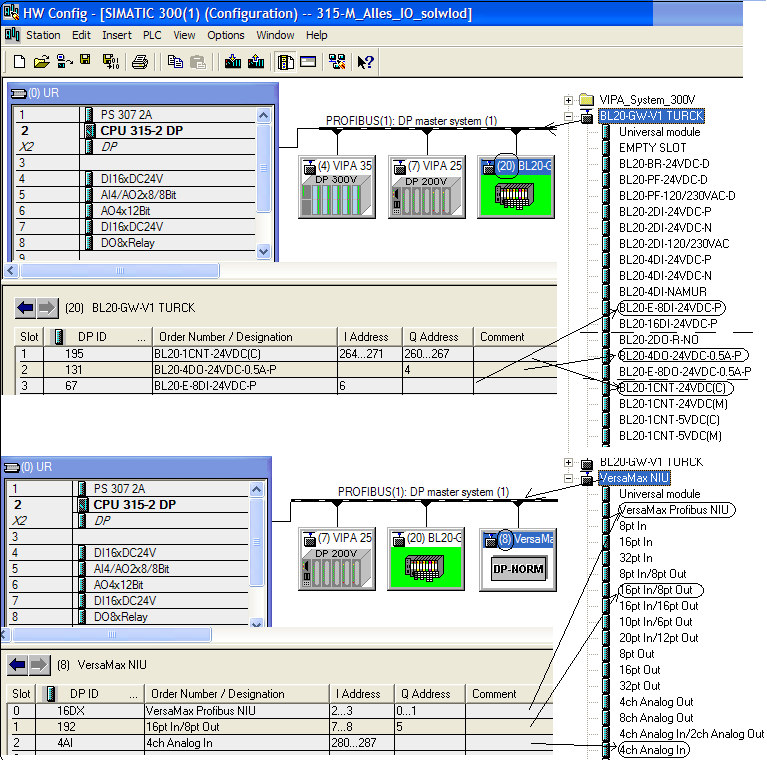 HW Config - [SIMATIC 300(1) (Configuration) -- 315-M_Alles_IO_solwlod]
Station Edit Insert PLC View Options Window Help
(0) UR
1 PS 307 2A
2 CPU 315-2 DP
X2 DP
3
4 DI16xDC24V
5 AI4/AO2x8/8Bit
6 AO4x12Bit
7 DI16xDC24V
8 DO8xRelay
9
PROFIBUS(1): DP master system (1)
(4) VIPA 35
DP 300V
(7) VIPA 25
DP 200V
(20) BL20-G
VIPA_System_300V
BL20-GW-V1 TURCK
Universal module
EMPTY SLOT
BL20-BR-24VDC-D
BL20-PF-24VDC-D
BL20-PF-120/230VAC-D
BL20-2DI-24VDC-P
BL20-2DI-24VDC-N
BL20-2DI-120/230VAC
BL20-4DI-24VDC-P
BL20-4DI-24VDC-N
BL20-4DI-NAMUR
BL20-E-8DI-24VDC-P
BL20-16DI-24VDC-P
BL20-2DO-R-NO
BL20-4DO-24VDC-0.5A-P
BL20-E-8DO-24VDC-0.5A-P
BL20-1CNT-24VDC(C)
BL20-1CNT-24VDC(M)
BL20-1CNT-5VDC(C)
BL20-1CNT-5VDC(M)
(20) BL20-GW-V1 TURCK
Slot DP ID ... Order Number / Designation I Address Q Address Comment
1 195 BL20-1CNT-24VDC(C) 264...271 260...267
2 131 BL20-4DO-24VDC-0.5A-P 4
3 67 BL20-E-8DI-24VDC-P 6
(0) UR
1 PS 307 2A
2 CPU 315-2 DP
X2 DP
3
4 DI16xDC24V
5 AI4/AO2x8/8Bit
6 AO4x12Bit
7 DI16xDC24V
8 DO8xRelay
PROFIBUS(1): DP master system (1)
(7) VIPA 25
DP 200V
(20) BL20-G
(8) VersaMa
DP-NORM
BL20-GW-V1 TURCK
VersaMax NIU
Universal module
VersaMax Profibus NIU
8pt In
16pt In
32pt In
8pt In/8pt Out
16pt In/8pt Out
16pt In/16pt Out
10pt In/6pt Out
20pt In/12pt Out
8pt Out
16pt Out
32pt Out
4ch Analog Out
8ch Analog Out
4ch Analog In/2ch Analog Out
4ch Analog In
(8) VersaMax NIU
Slot DP ID ... Order Number / Designation I Address Q Address Comment
0 16DX VersaMax Profibus NIU 2...3 0...1
1 192 16pt In/8pt Out 7...8 5
2 4AI 4ch Analog In 280...287